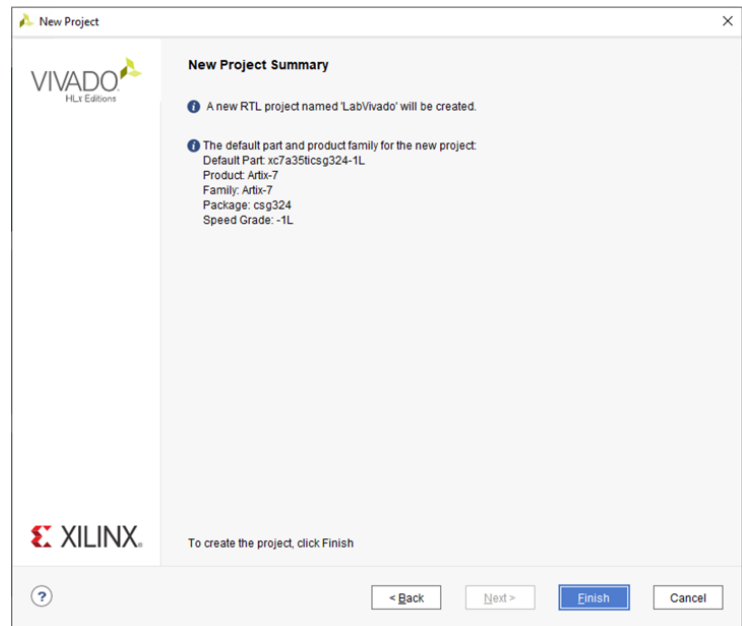 New Project
VIVADO
HLx Editions
New Project Summary
A new RTL project named 'LabVivado' will be created.
The default part and product family for the new project:
Default Part: xc7a35ticsg324-1L
Product: Artix-7
Family: Artix-7
Package: csg324
Speed Grade: -1L
XILINX
To create the project, click Finish
?
< Back
Next >
Finish
Cancel